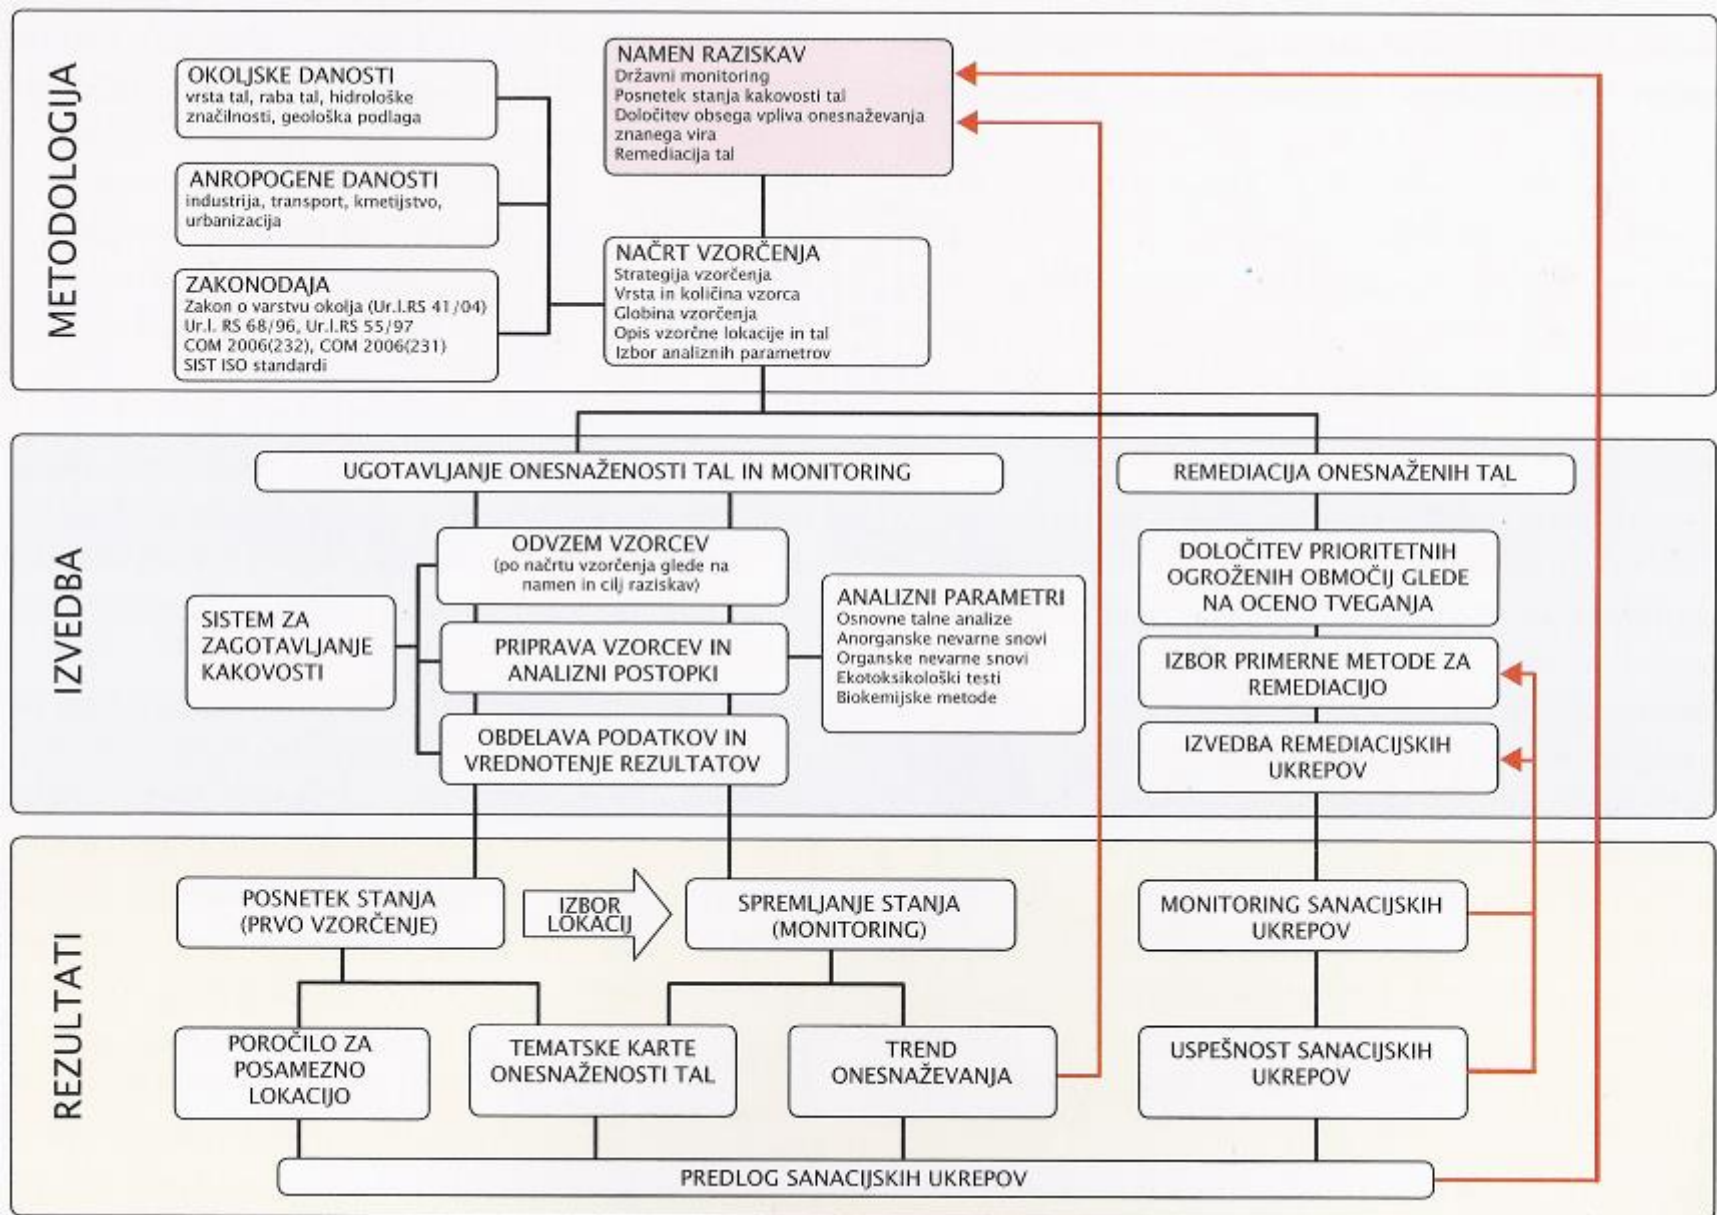 METODOLOGIJA
OKOLJSKE DANOSTI
vrsta tal, raba tal, hidrološke
značilnosti, geološka podlaga
ANROPOGENE DANOSTI
industrija, transport, kmetijstvo,
urbanizacija
ZAKONODAJA
Zakon o varstvu okolja (Ur.l.RS 41/04)
Ur.l. RS 68/96, Ur.l.RS 55/97
COM 2006(232), COM 2006(231)
SIST ISO standardi
NAMEN RAZISKAV
Državni monitoring
Posnetek stanja kakovosti tal
Določitev obsega vpliva onesnaževanja
znanega vira
Remediacija tal
NAČRT VZORČENJA
Strategija vzorčenja
Vrsta in količina vzorca
Globina vzorčenja
Opis vzorčne lokacije in tal
Izbor analiznih parametrov
IZVEDBA
UGOTAVLJANJE ONESNAŽENOSTI TAL IN MONITORING
SISTEM ZA
ZAGOTAVLJANJE
KAKOVOSTI
ODVZEM VZORCEV
(po načrtu vzorčenja glede na
namen in cilj raziskav)
PRIPRAVA VZORCEV IN
ANALIZNI POSTOPKI
OBDELAVA PODATKOV IN
VREDNOTENJE REZULTATOV
ANALIZNI PARAMETRI
Osnovne talne analize
Anorganske nevarne snovi
Organske nevarne snovi
Ekotoksikološki testi
Biokemijske metode
REMEDIACIJA ONESNAŽENIH TAL
DOLOČITEV PRIORITETNIH
OGROŽENIH OBMOČIJ GLEDE
NA OCENO TVEGANJA
IZBOR PRIMERNE METODE ZA
REMEDIACIJO
IZVEDBA REMEDIACIJSKIH
UKREPOV
REZULTATI
POSNETEK STANJA
(PRVO VZORČENJE)
IZBOR
LOKACIJ
SPREMLJANJE STANJA
(MONITORING)
MONITORING SANACIJSKIH
UKREPOV
POROČILO ZA
POSAMEZNO
LOKACIJO
TEMATSKE KARTE
ONESNAŽENOSTI TAL
TREND
ONESNAŽEVANJA
USPEŠNOST SANACIJSKIH
UKREPOV
PREDLOG SANACIJSKIH UKREPOV